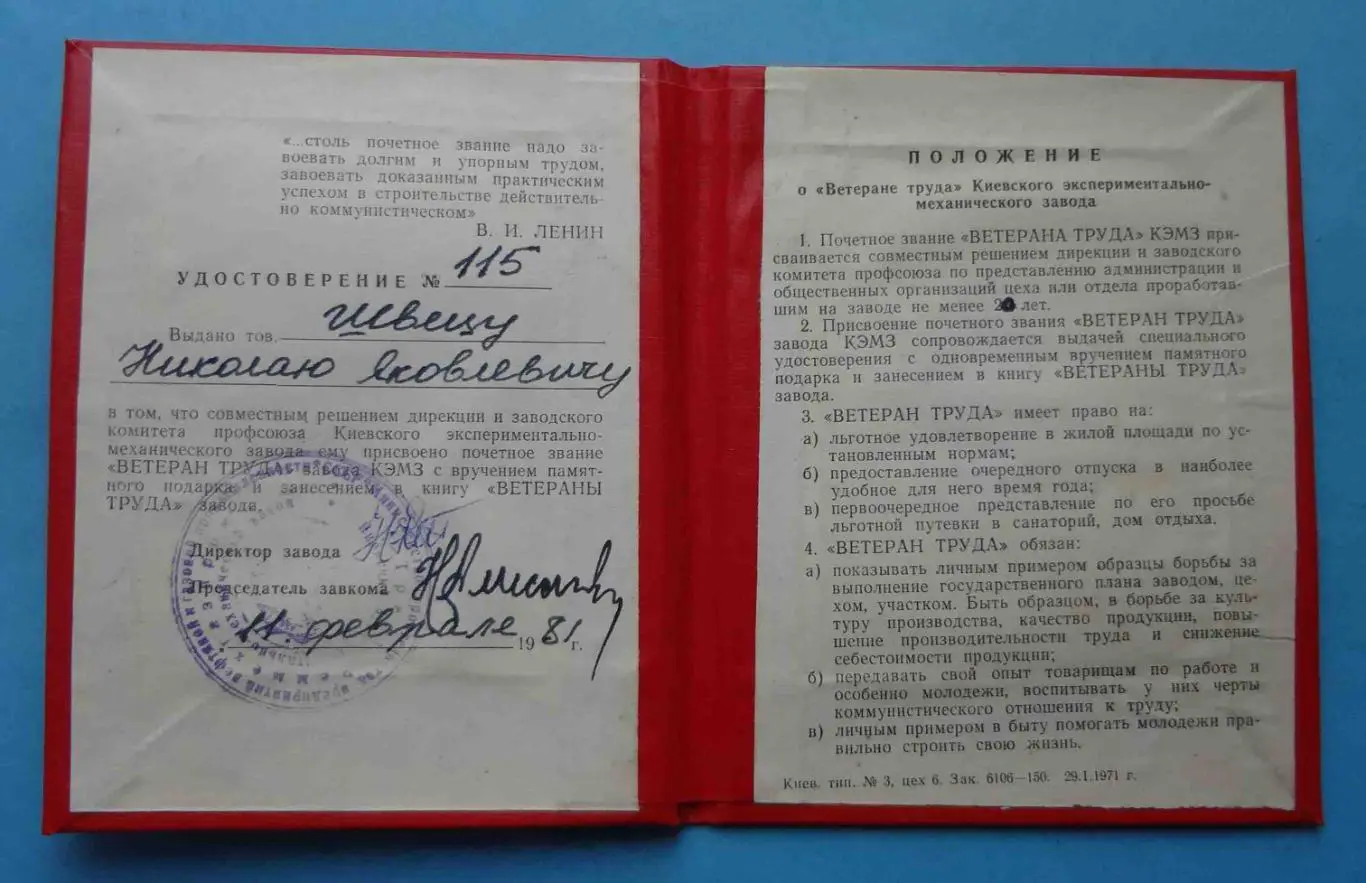 «...столь почетное звание надо за-
воевать долгим и упорным трудом,
завоевать доказанным практическим
успехом в строительстве действитель-
но коммунистическом»
В. И. ЛЕНИН
УДОСТОВЕРЕНИЕ № 115
Выдано тов. Швецу
Николаю Яковлевичу
в том, что совместным решением дирекции и заводского
комитета профсоюза Киевского экспериментально-
механического завода ему присвоено почетное звание
«ВЕТЕРАН ТРУДА» завода КЭМЗ с вручением памят-
ного подарка и занесением в книгу «ВЕТЕРАНЫ
ТРУДА» завода.
Директор завода
Председатель завкома
11 февраля 1981 г.
ПОЛОЖЕНИЕ
о «Ветеране труда» Киевского экспериментально-
механического завода
1. Почетное звание «ВЕТЕРАНА ТРУДА» КЭМЗ при-
сваивается совместным решением дирекции и заводского
комитета профсоюза по представлению администрации и
общественных организаций цеха или отдела проработав-
шим на заводе не менее 20 лет.
2. Присвоение почетного звания «ВЕТЕРАН ТРУДА»
завода КЭМЗ сопровождается выдачей специального
удостоверения с одновременным вручением памятного
подарка и занесением в книгу «ВЕТЕРАНЫ ТРУДА»
завода.
3. «ВЕТЕРАН ТРУДА» имеет право на:
а) льготное удовлетворение в жилой площади по ус-
тановленным нормам;
б) предоставление очередного отпуска в наиболее
удобное для него время года;
в) первоочередное представление по его просьбе
льготной путевки в санаторий, дом отдыха.
4. «ВЕТЕРАН ТРУДА» обязан:
а) показывать личным примером образцы борьбы за
выполнение государственного плана заводом, це-
хом, участком. Быть образцом, в борьбе за куль-
туру производства, качество продукции, повы-
шение производительности труда и снижение
себестоимости продукции;
б) передавать свой опыт товарищам по работе и
особенно молодежи, воспитывать у них черты
коммунистического отношения к труду;
в) личным примером в быту помогать молодежи пра-
вильно строить свою жизнь.
Киев. тип. № 3, цех 6. Зак. 6106—150. 29.1.1971 г.